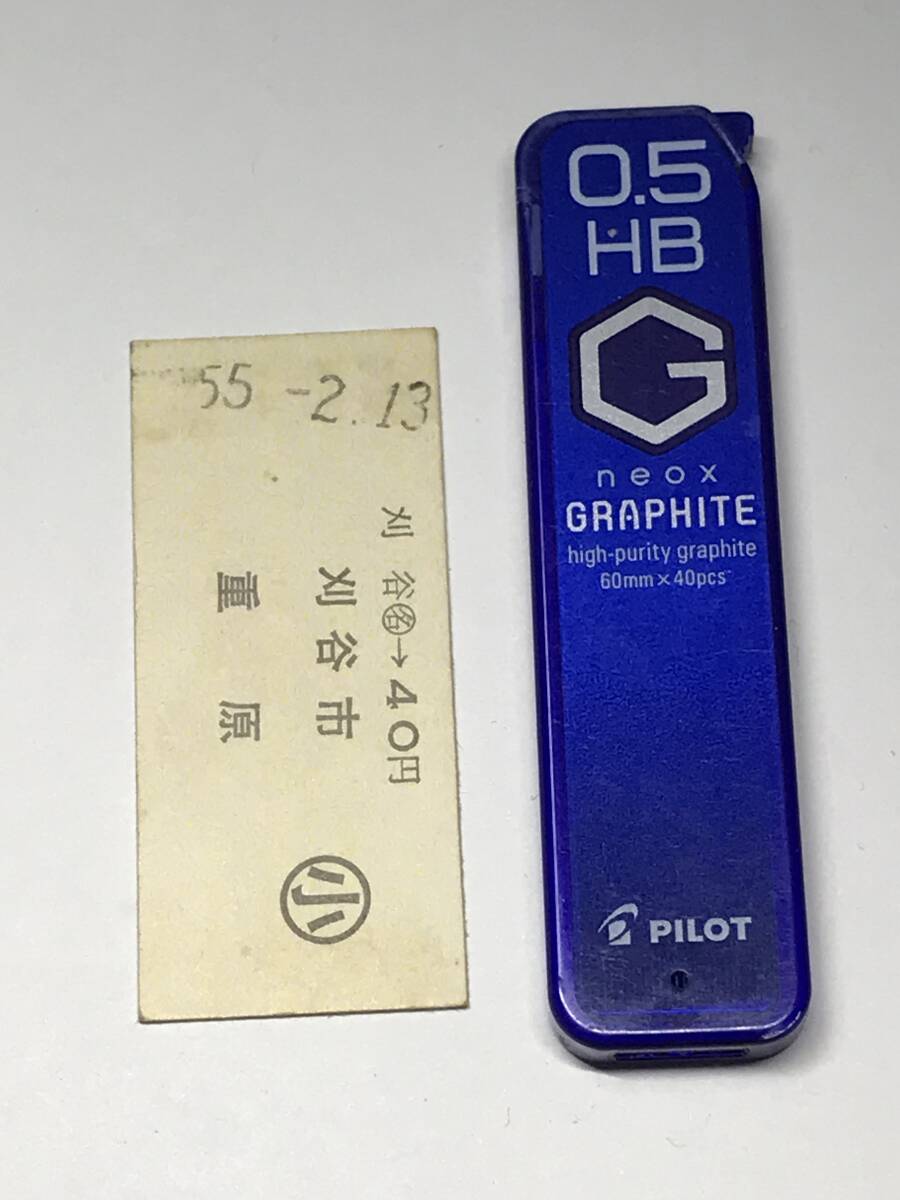 55-2.13
刈谷㊔→40円
刈谷市
重原
小
0.5
HB
G
neox
GRAPHITE
high-purity graphite
60mm×40pcs
PILOT